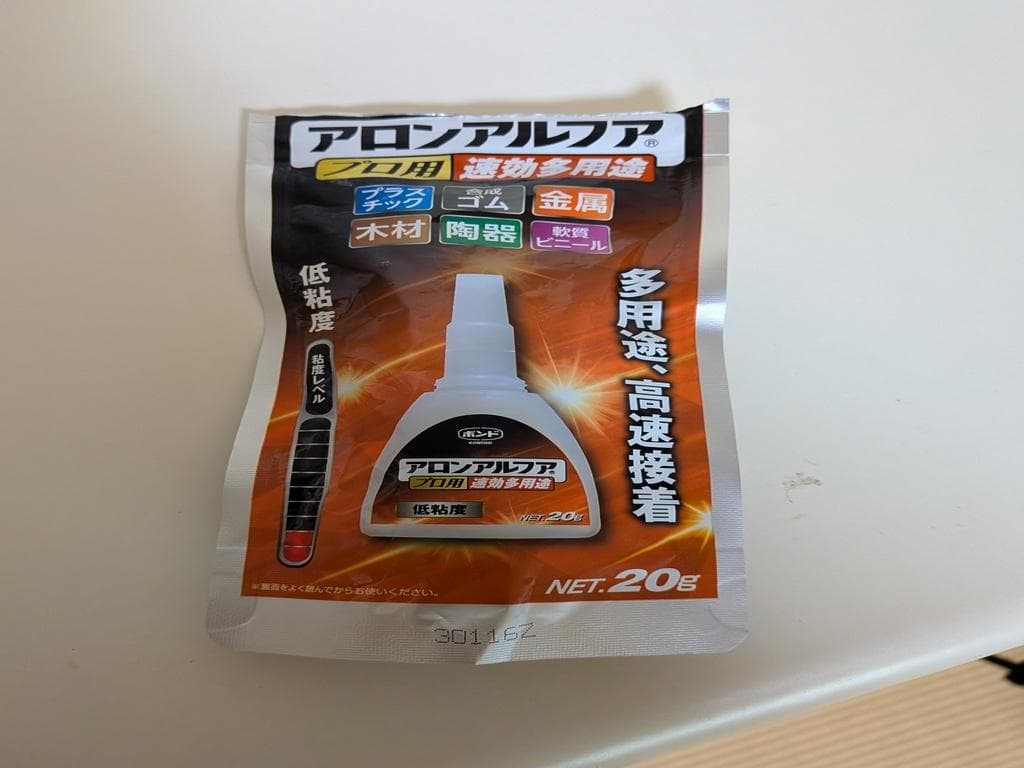 アロンアルフア®
プロ用 速効多用途
プラスチック
合成ゴム
金属
木材
陶器
軟質ビニール
低粘度
粘度レベル
多用途、高速接着
ボンド
KONISHI
アロンアルフア®
プロ用 速効多用途
低粘度
NET.20g
※裏面をよく読んでからお使いください。
NET.20g
30116Z